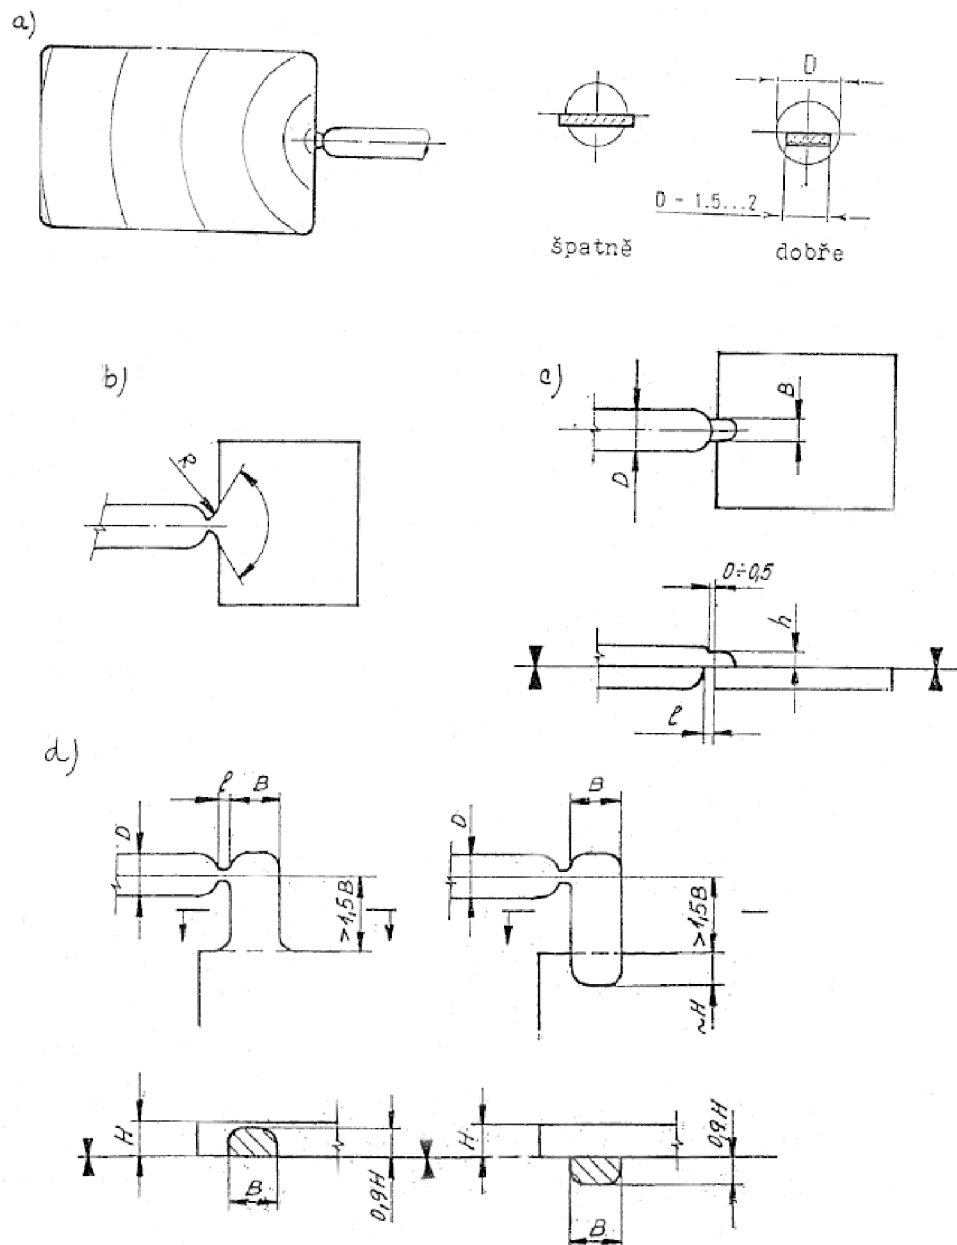 a)
D
D - 1.5...2
špatně
dobře
b)
R
c)
B
D
0÷0,5
h
ℓ
d)
ℓ
B
D
>1,5B
B
D
>1,5B
~H
H
B
0,9H
H
B
0,9H